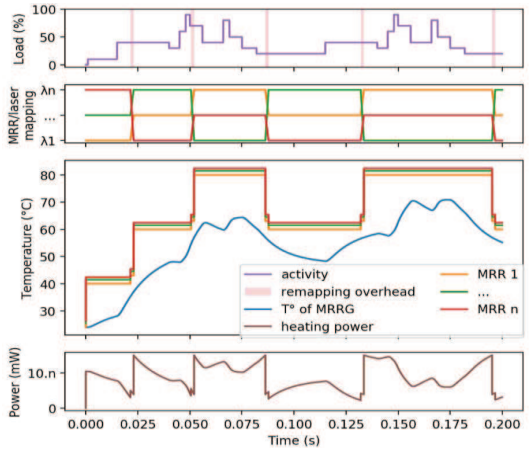 Load (%)
100
50
0
MRR/laser
mapping
λn
...
λ1
Temperature (°C)
80
70
60
50
40
30
activity
remapping overhead
T° of MRRG
heating power
MRR 1
...
MRR n
Power (mW)
10.n
0
0.000 0.025 0.050 0.075 0.100 0.125 0.150 0.175 0.200
Time (s)